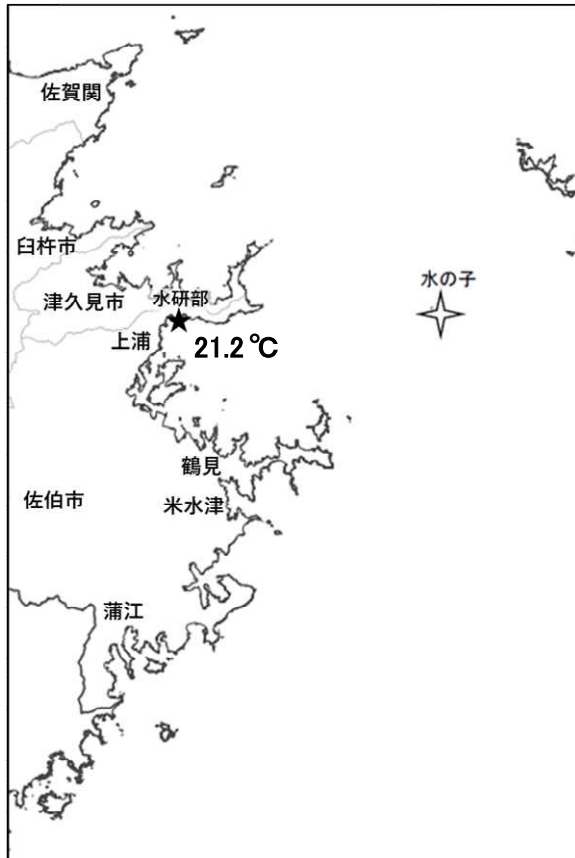 佐賀関
臼杵市
津久見市
水研部
水の子
上浦
21.2 ℃
鶴見
佐伯市
米水津
蒲江